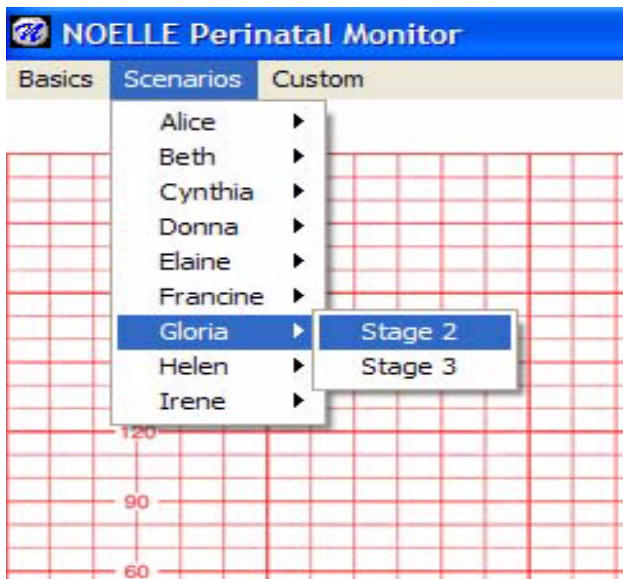 NOELLE Perinatal Monitor
Basics Scenarios Custom
Alice
Beth
Cynthia
Donna
Elaine
Francine
Gloria Stage 2
Helen Stage 3
Irene
120
90
60